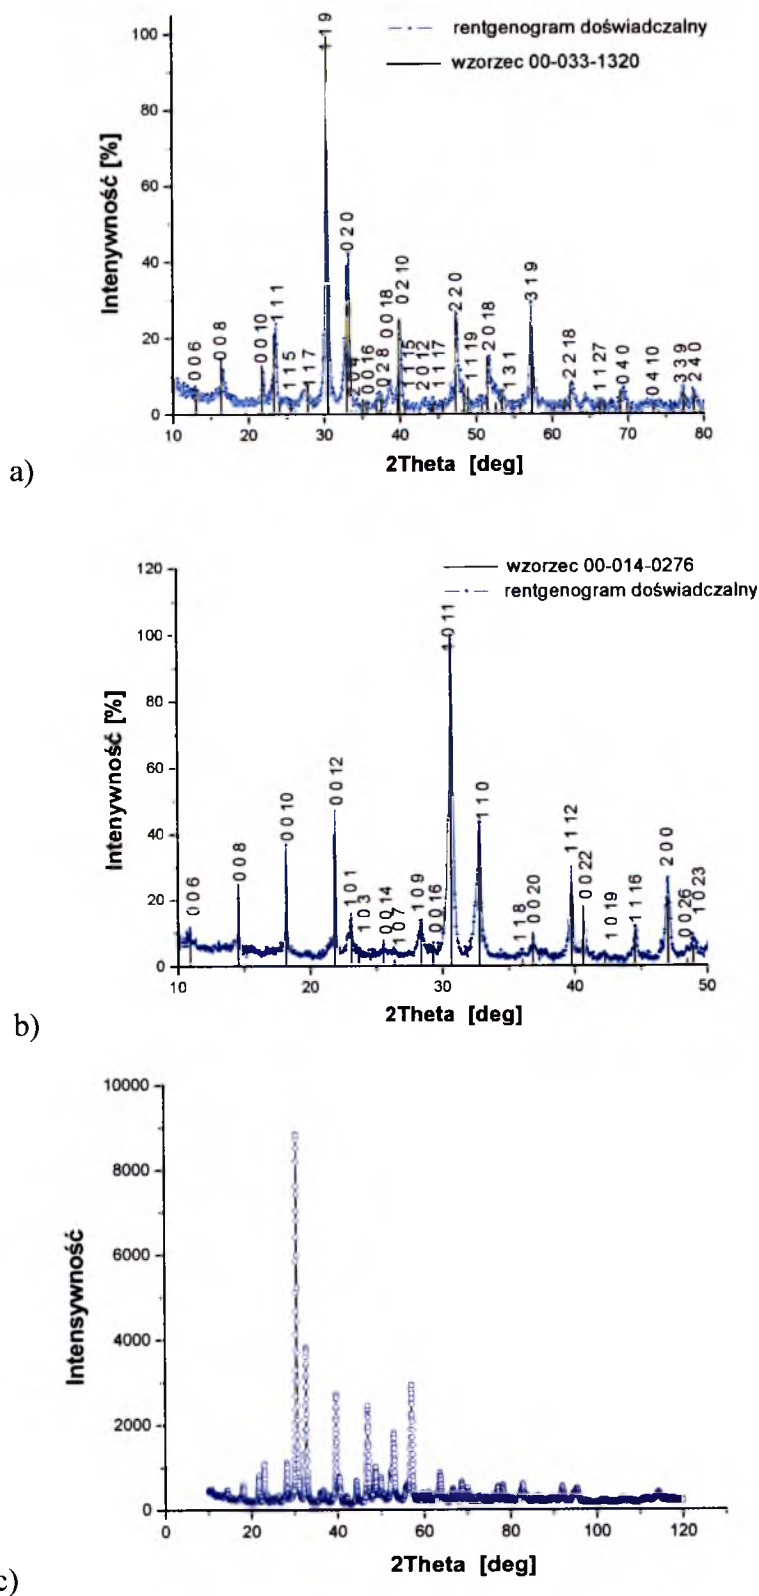 rentgenogram doświadczalny
wzorzec 00-033-1320
Intenywność [%]
100
80
60
40
20
0
1 1 9
0 2 0
0 0 6
0 0 8
0 0 10
1 1 1
1 1 5
1 1 7
2 0 4
0 0 16
0 2 8
0 0 18
0 2 10
1 1 15
2 0 12
1 1 17
2 2 0
1 1 19
2 0 18
1 3 1
3 1 9
2 2 18
1 1 27
0 4 0
0 4 10
3 3 9
2 4 0
10 20 30 40 50 60 70 80
2Theta [deg]
a)
wzorzec 00-014-0276
rentgenogram doświadczalny
Intenywność [%]
120
100
80
60
40
20
0
0 0 6
0 0 8
0 0 10
0 0 12
1 0 1
1 0 3
0 0 14
1 0 7
1 0 9
0 0 16
1 0 11
1 1 0
1 1 8
0 0 20
1 1 12
0 0 22
1 0 19
1 1 16
2 0 0
0 0 26
1 0 23
10 20 30 40 50
2Theta [deg]
b)
Intensywność
10000
8000
6000
4000
2000
0
0 20 40 60 80 100 120
2Theta [deg]
c)